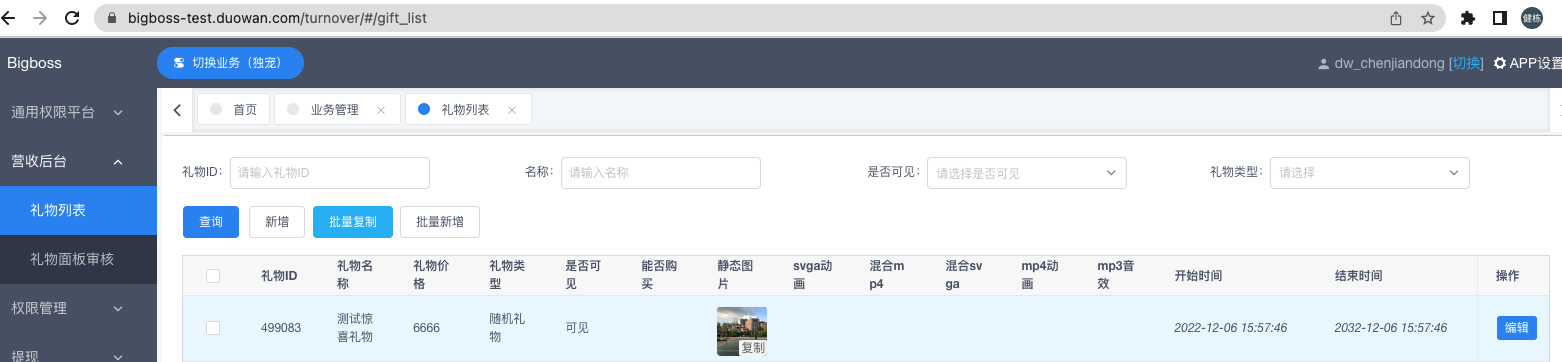 bigboss-test.duowan.com/turnover/#/gift_list
健栋
Bigboss
切换业务（独宠）
dw_chenjiandong [切换]
APP设置
通用权限平台
首页
业务管理
礼物列表
营收后台
礼物ID:
请输入礼物ID
名称:
请输入名称
是否可见:
请选择是否可见
礼物类型:
请选择
礼物列表
查询
新增
批量复制
批量新增
礼物面板审核
礼物ID
礼物名称
礼物价格
礼物类型
是否可见
能否购买
静态图片
svga动画
混合mp4
混合svga
mp4动画
mp3音效
开始时间
结束时间
操作
权限管理
499083
测试惊喜礼物
6666
随机礼物
可见
复制
2022-12-06 15:57:46
2032-12-06 15:57:46
编辑
提现